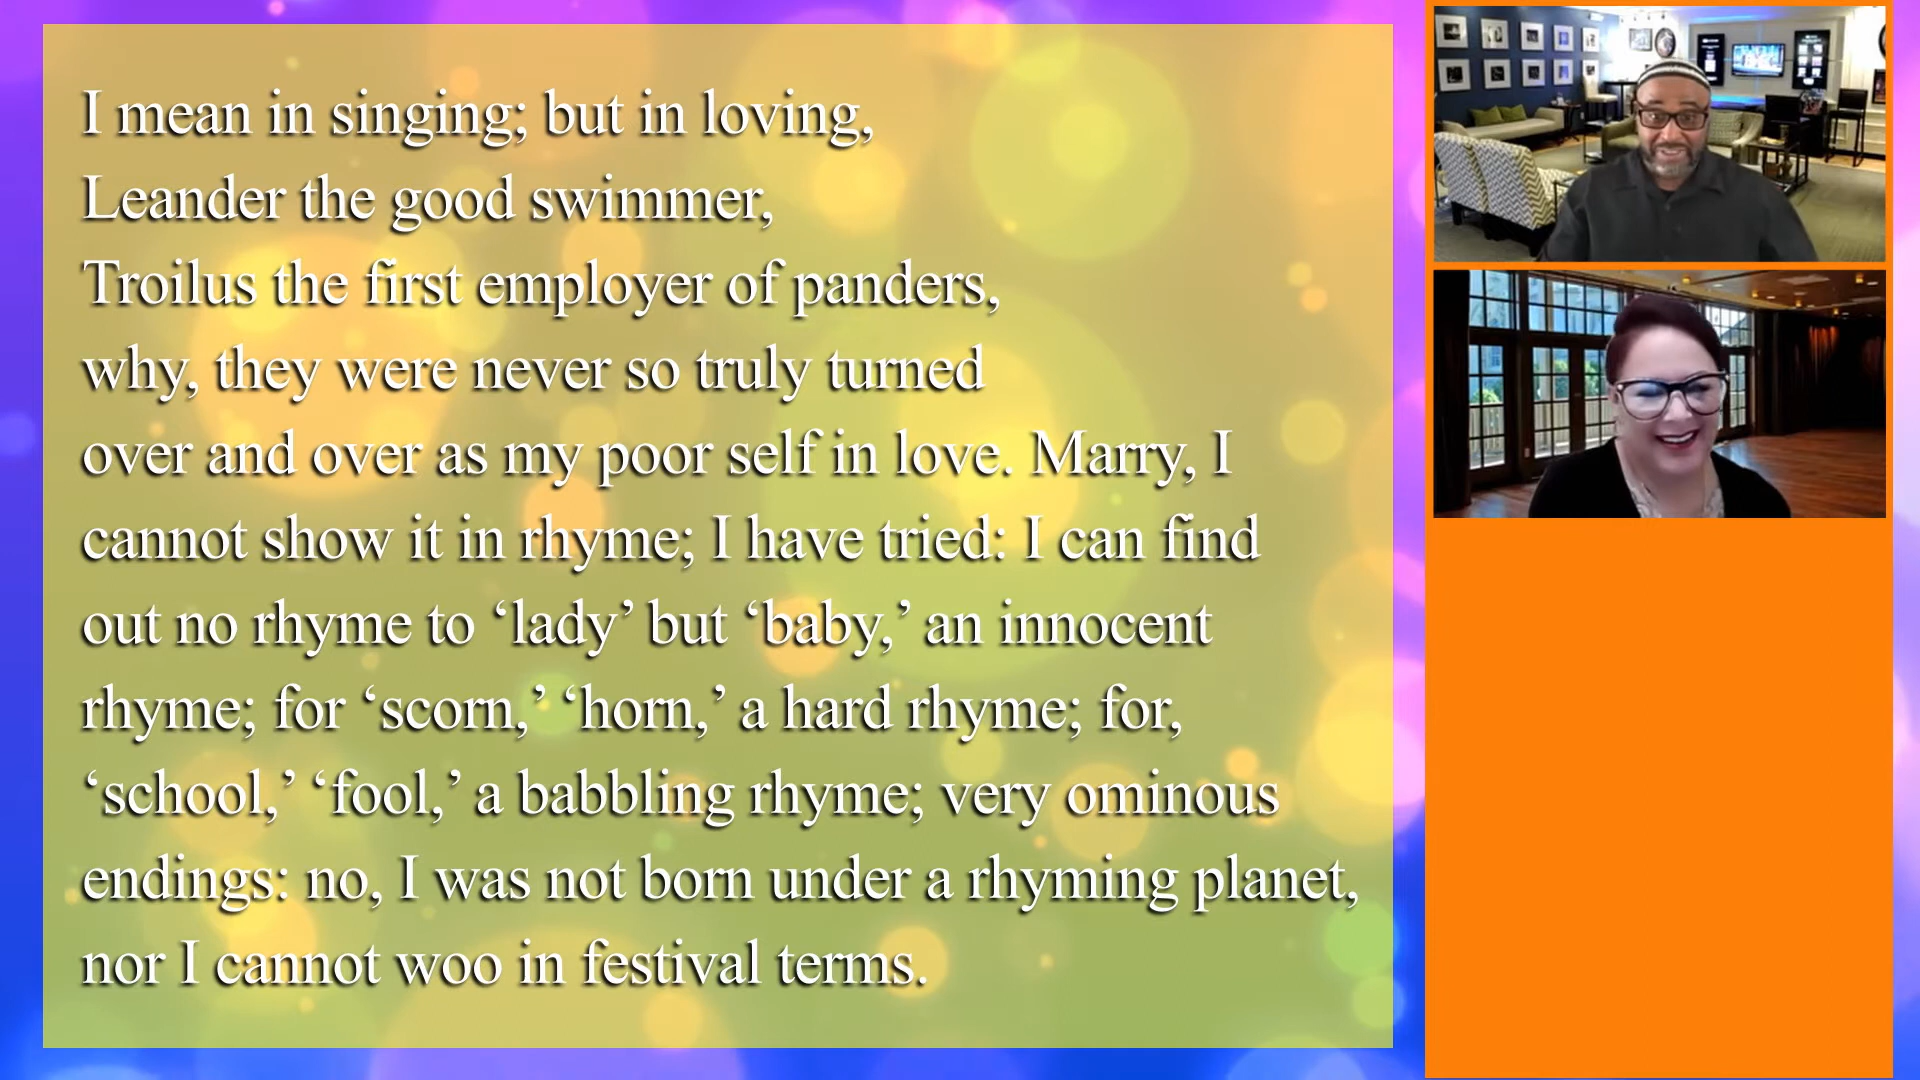 I mean in singing; but in loving,
Leander the good swimmer,
Troilus the first employer of panders,
why, they were never so truly turned
over and over as my poor self in love. Marry, I
cannot show it in rhyme; I have tried: I can find
out no rhyme to ‘lady’ but ‘baby,’ an innocent
rhyme; for ‘scorn,’ ‘horn,’ a hard rhyme; for,
‘school,’ ‘fool,’ a babbling rhyme; very ominous
endings: no, I was not born under a rhyming planet,
nor I cannot woo in festival terms.